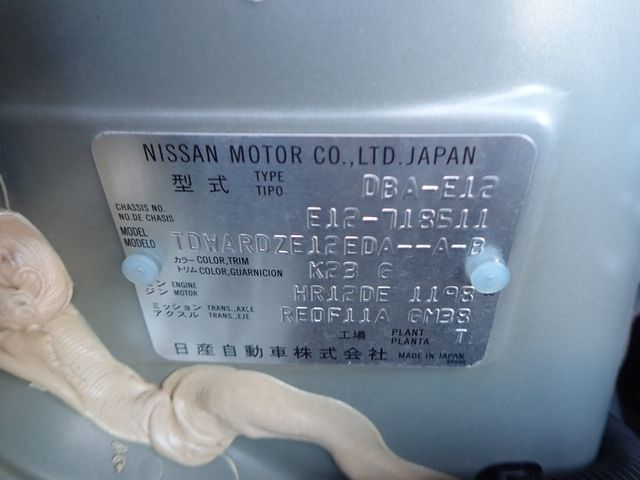 NISSAN MOTOR CO.,LTD. JAPAN
型式 TYPE TIPO DBA-E12
CHASSIS NO. NO. DE CHASIS E12-718511
MODEL MODELO TDWARDZE12EDA--A-B
カラー COLOR,TRIM トリム COLOR,GUARNICION K23 G
ENGINE ジン MOTOR HR12DE 1198
ミッション TRANS.,AXLE アクスル TRANS.,EJE RE0F11A GM38
工場 PLANT PLANTA T
日産自動車株式会社 MADE IN JAPAN